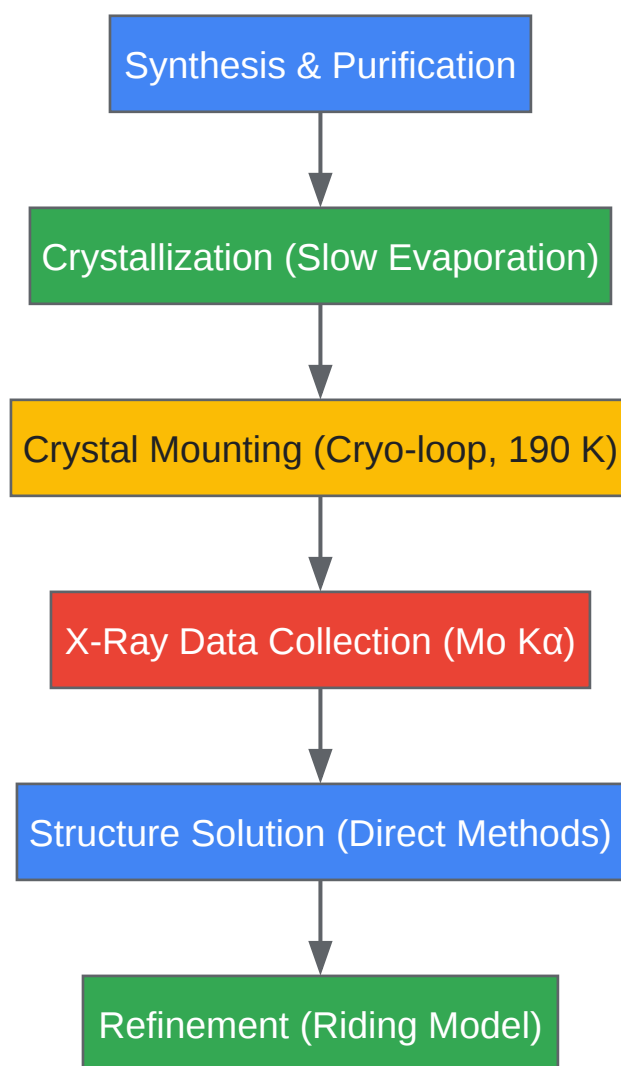 Synthesis & Purification
Crystallization (Slow Evaporation)
Crystal Mounting (Cryo-loop, 190 K)
X-Ray Data Collection (Mo Kα)
Structure Solution (Direct Methods)
Refinement (Riding Model)